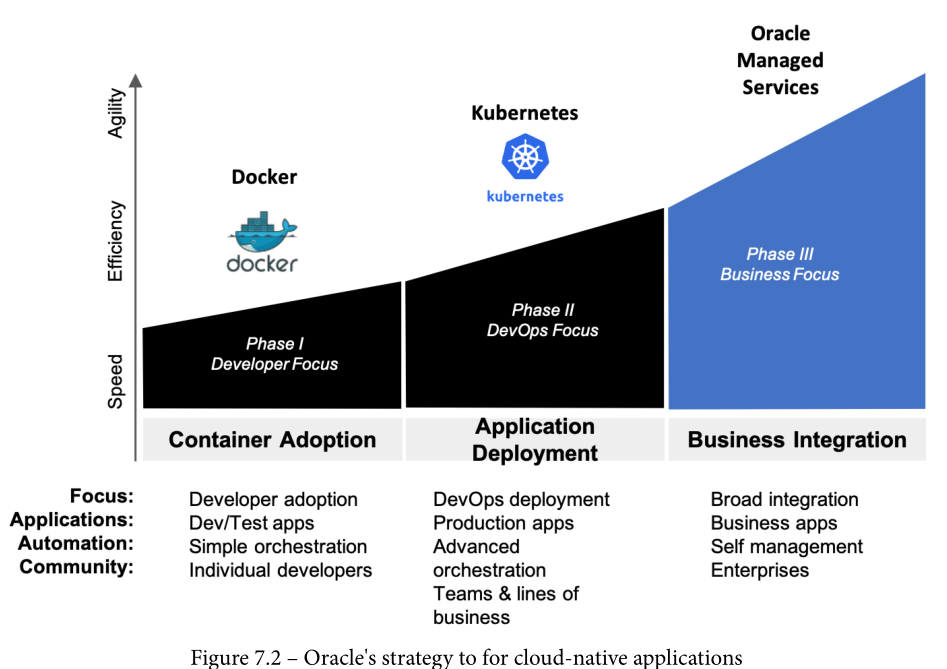 Oracle
Managed
Services
Kubernetes
kubernetes
Docker
docker
Agility
Efficiency
Speed
Phase I
Developer Focus
Phase II
DevOps Focus
Phase III
Business Focus
Container Adoption
Application
Deployment
Business Integration
Focus:
Applications:
Automation:
Community:
Developer adoption
Dev/Test apps
Simple orchestration
Individual developers
DevOps deployment
Production apps
Advanced
orchestration
Teams & lines of
business
Broad integration
Business apps
Self management
Enterprises
Figure 7.2 – Oracle's strategy to for cloud-native applications